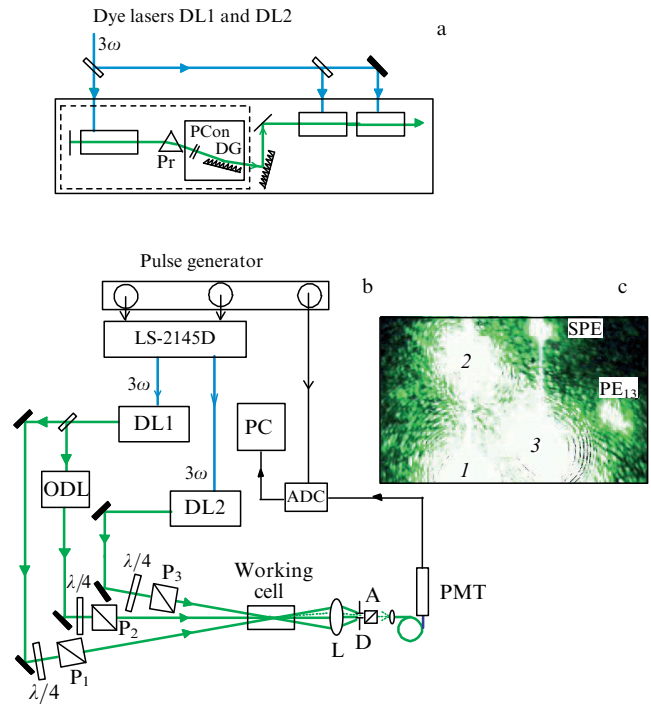 Dye lasers DL1 and DL2
a
3ω
PCon
DG
Pr
Pulse generator
b
c
LS-2145D
SPE
2
PE13
3
1
3ω
DL1
PC
3ω
ODL
ADC
DL2
λ/4
P3
Working
cell
λ/4
A
PMT
P2
D
L
P1
λ/4